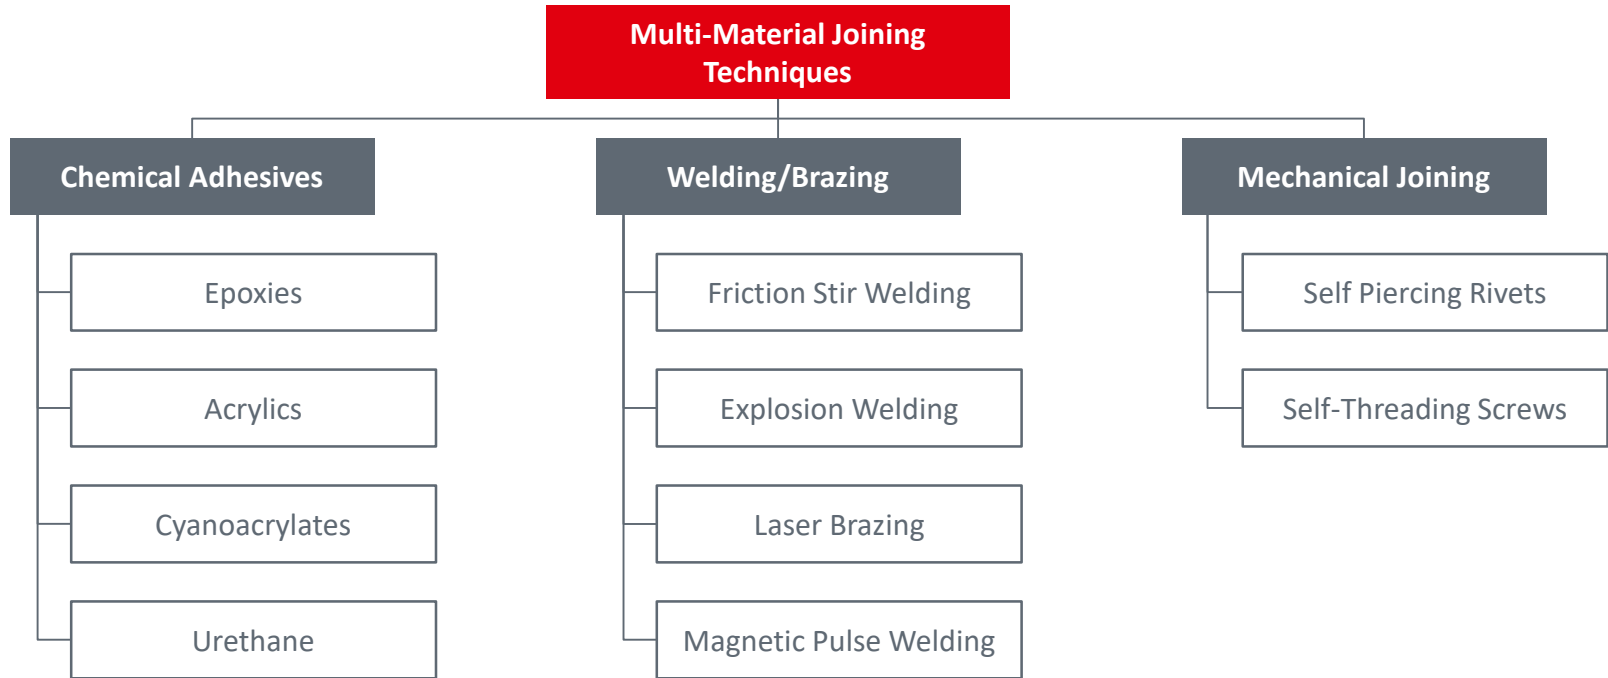 Multi-Material Joining
Techniques
Chemical Adhesives
Epoxies
Acrylics
Cyanoacrylates
Urethane
Welding/Brazing
Friction Stir Welding
Explosion Welding
Laser Brazing
Magnetic Pulse Welding
Mechanical Joining
Self Piercing Rivets
Self-Threading Screws